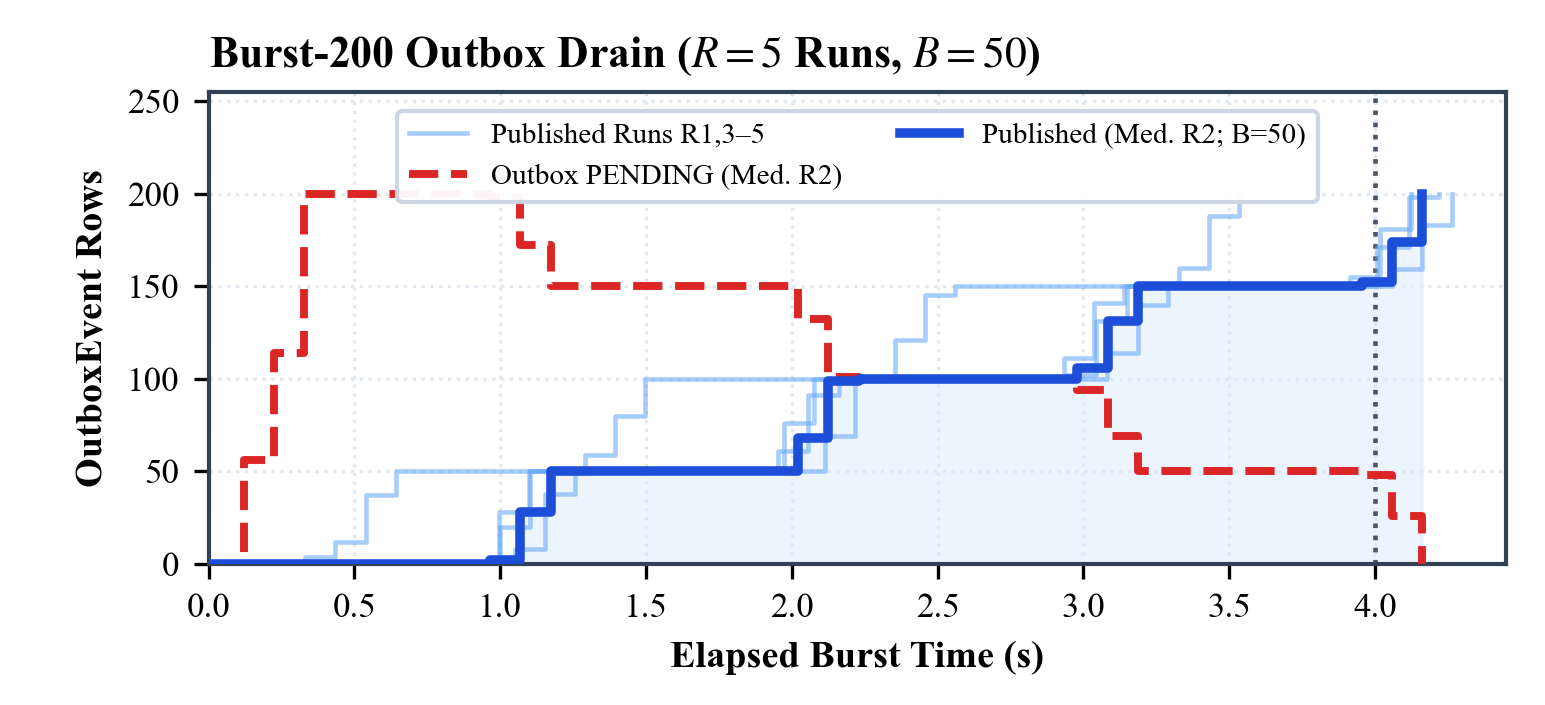 Burst-200 Outbox Drain (R = 5 Runs, B = 50)
250
200
150
100
50
0
OutboxEvent Rows
Published Runs R1,3–5
Outbox PENDING (Med. R2)
Published (Med. R2; B=50)
0.0 0.5 1.0 1.5 2.0 2.5 3.0 3.5 4.0
Elapsed Burst Time (s)